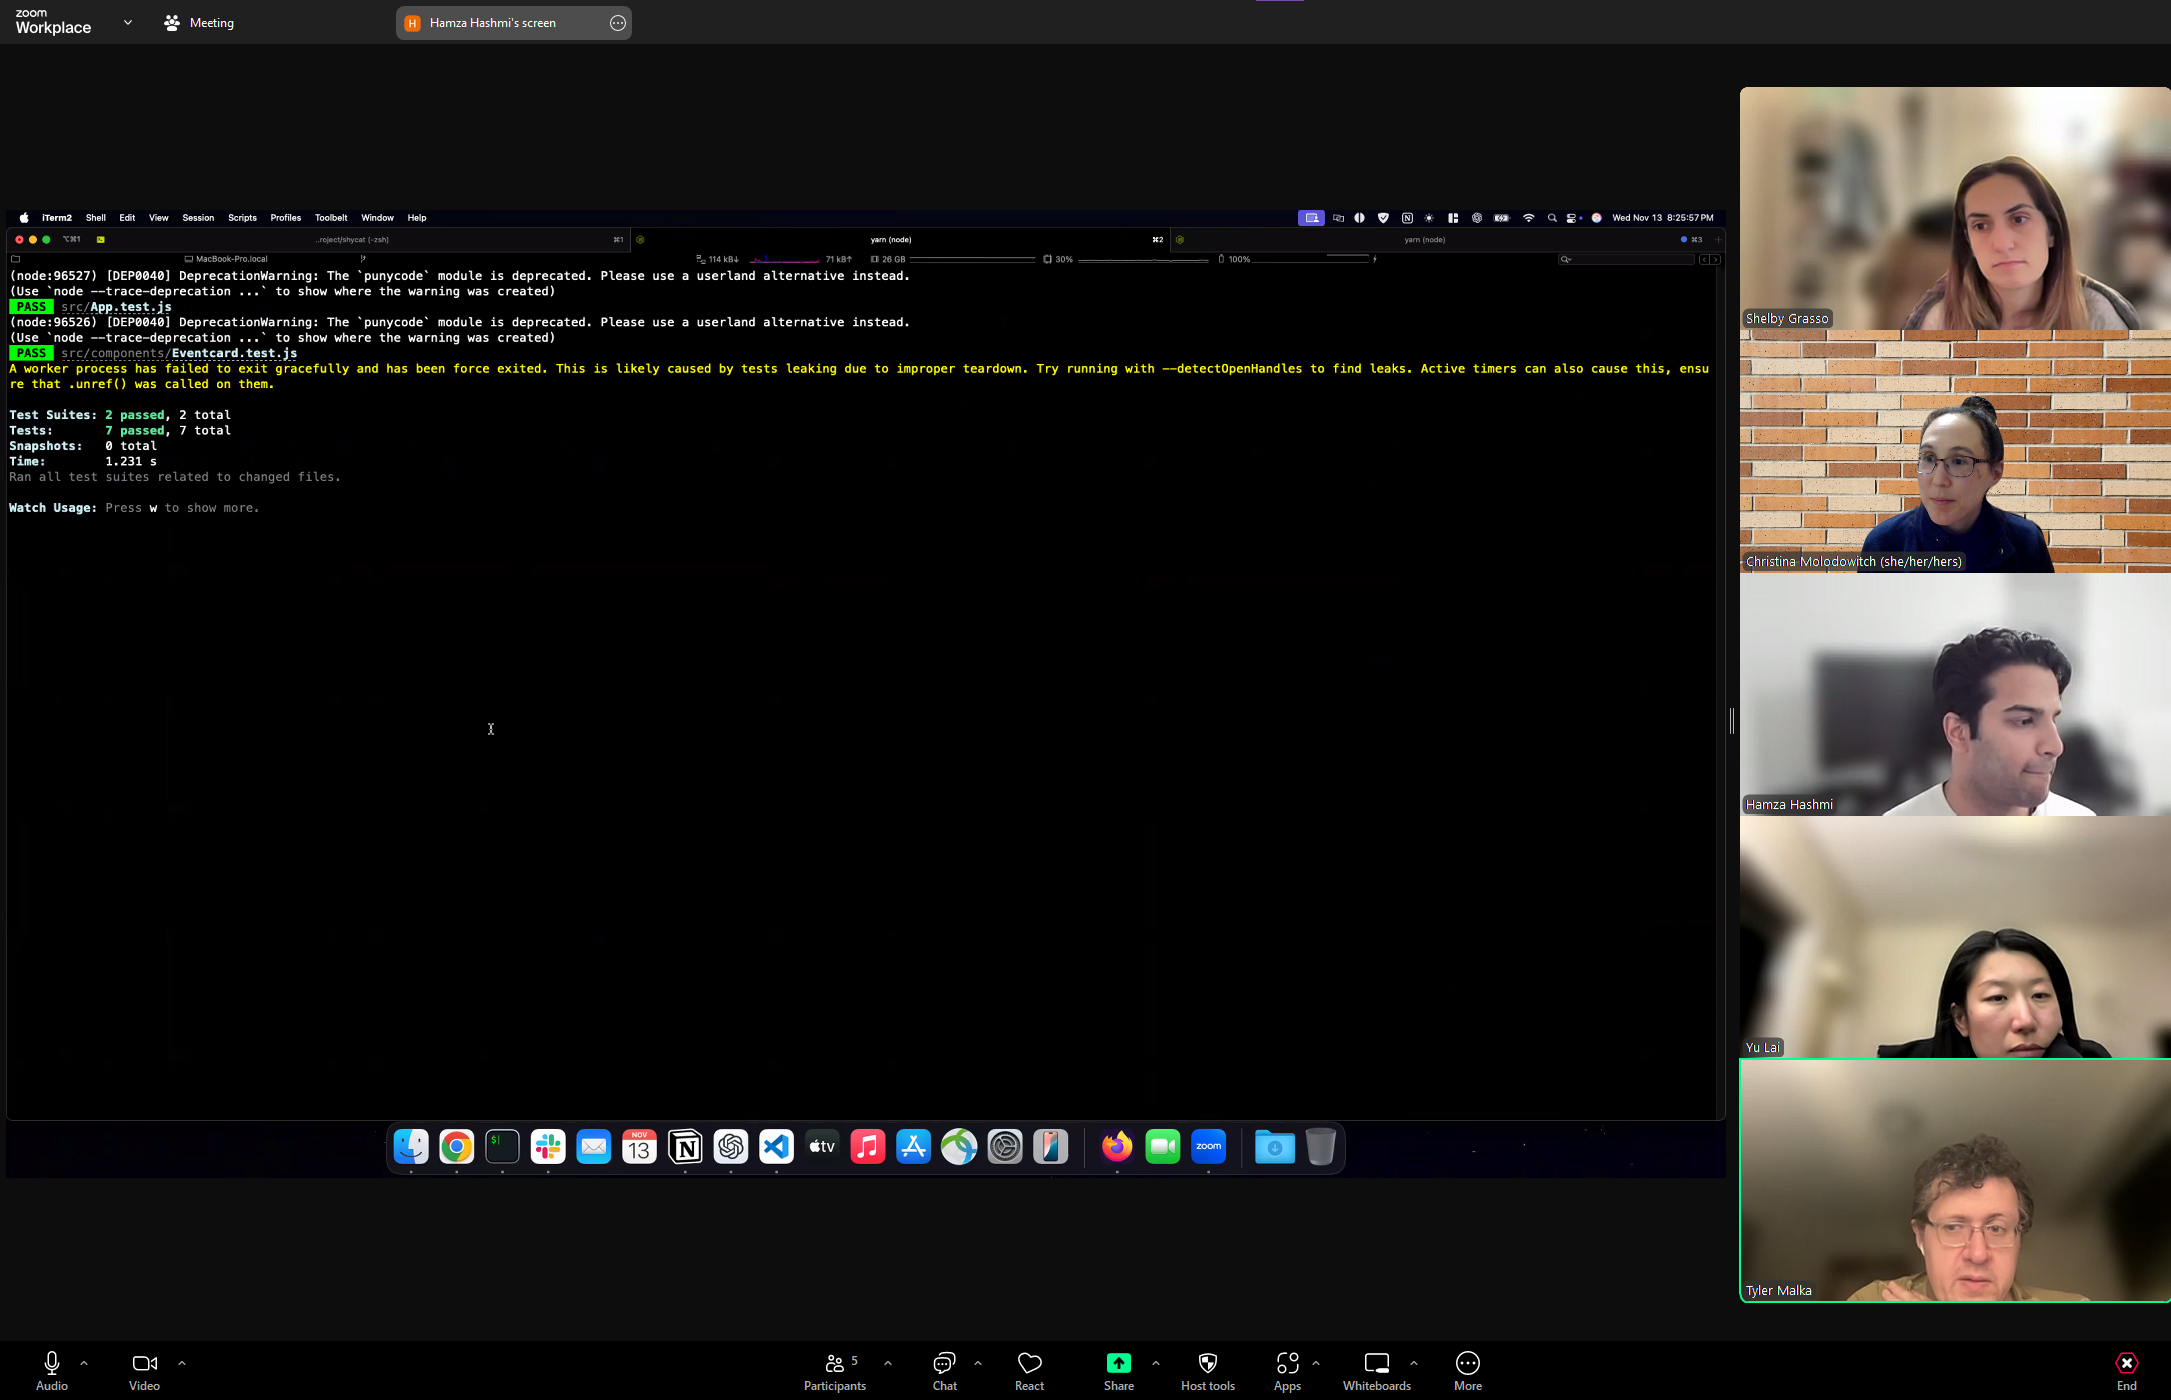 zoom
Workplace
Meeting
H
Hamza Hashmi's screen
iTerm2 Shell Edit View Session Scripts Profiles Toolbelt Window Help
Wed Nov 13 8:25:57 PM
⌥⌘1
..roject/shycat (-zsh)
⌘1
yarn (node)
⌘2
yarn (node)
⌘3
MacBook-Pro.local
114 kB↓
71 kB↑
26 GB
30%
100%
(node:96527) [DEP0040] DeprecationWarning: The `punycode` module is deprecated. Please use a userland alternative instead.
(Use `node --trace-deprecation ...` to show where the warning was created)
PASS src/App.test.js
(node:96526) [DEP0040] DeprecationWarning: The `punycode` module is deprecated. Please use a userland alternative instead.
(Use `node --trace-deprecation ...` to show where the warning was created)
PASS src/components/Eventcard.test.js
A worker process has failed to exit gracefully and has been force exited. This is likely caused by tests leaking due to improper teardown. Try running with --detectOpenHandles to find leaks. Active timers can also cause this, ensu
re that .unref() was called on them.
Test Suites: 2 passed, 2 total
Tests: 7 passed, 7 total
Snapshots: 0 total
Time: 1.231 s
Ran all test suites related to changed files.
Watch Usage: Press w to show more.
Shelby Grasso
Christina Molodowitch (she/her/hers)
Hamza Hashmi
Yu Lai
Tyler Malka
$
NOV
13
tv
zoom
Audio
Video
5
Participants
Chat
React
Share
Host tools
Apps
Whiteboards
More
End